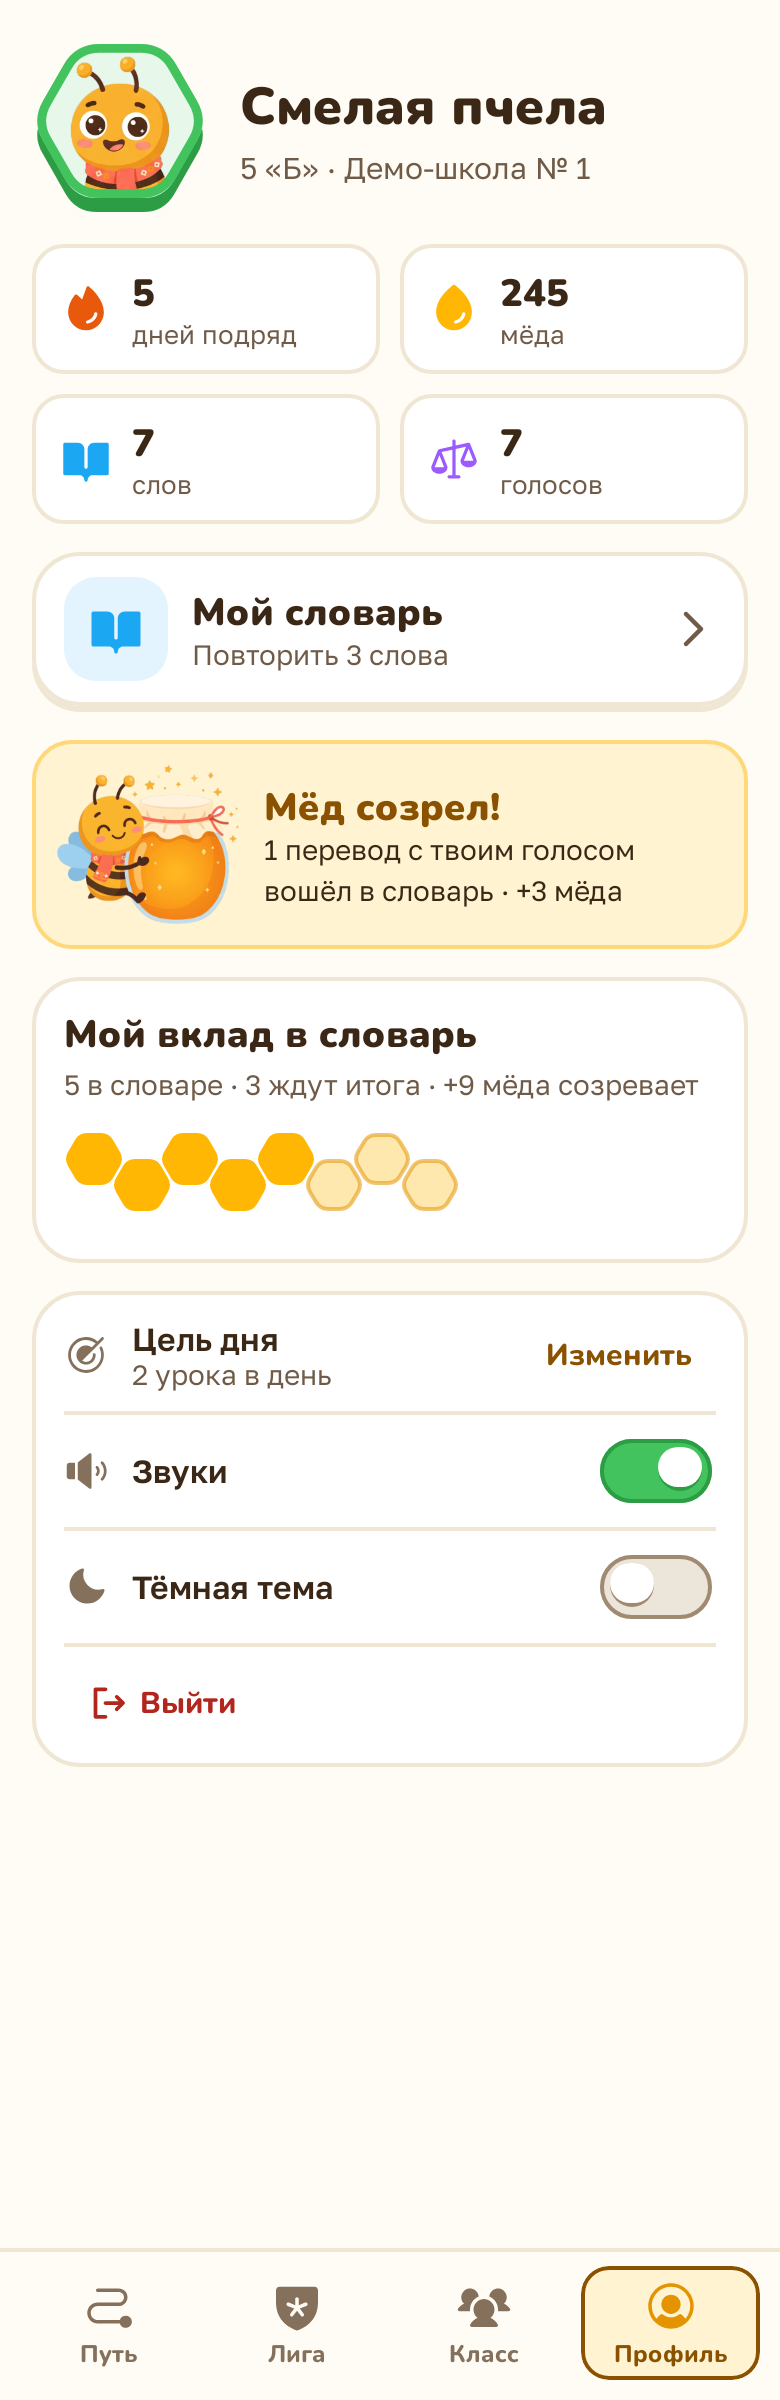 Смелая пчела
5 «Б» · Демо-школа № 1
5
дней подряд
245
мёда
7
слов
7
голосов
Мой словарь
Повторить 3 слова
Мёд созрел!
1 перевод с твоим голосом
вошёл в словарь · +3 мёда
Мой вклад в словарь
5 в словаре · 3 ждут итога · +9 мёда созревает
Цель дня
2 урока в день
Изменить
Звуки
Тёмная тема
Выйти
Путь
Лига
Класс
Профиль